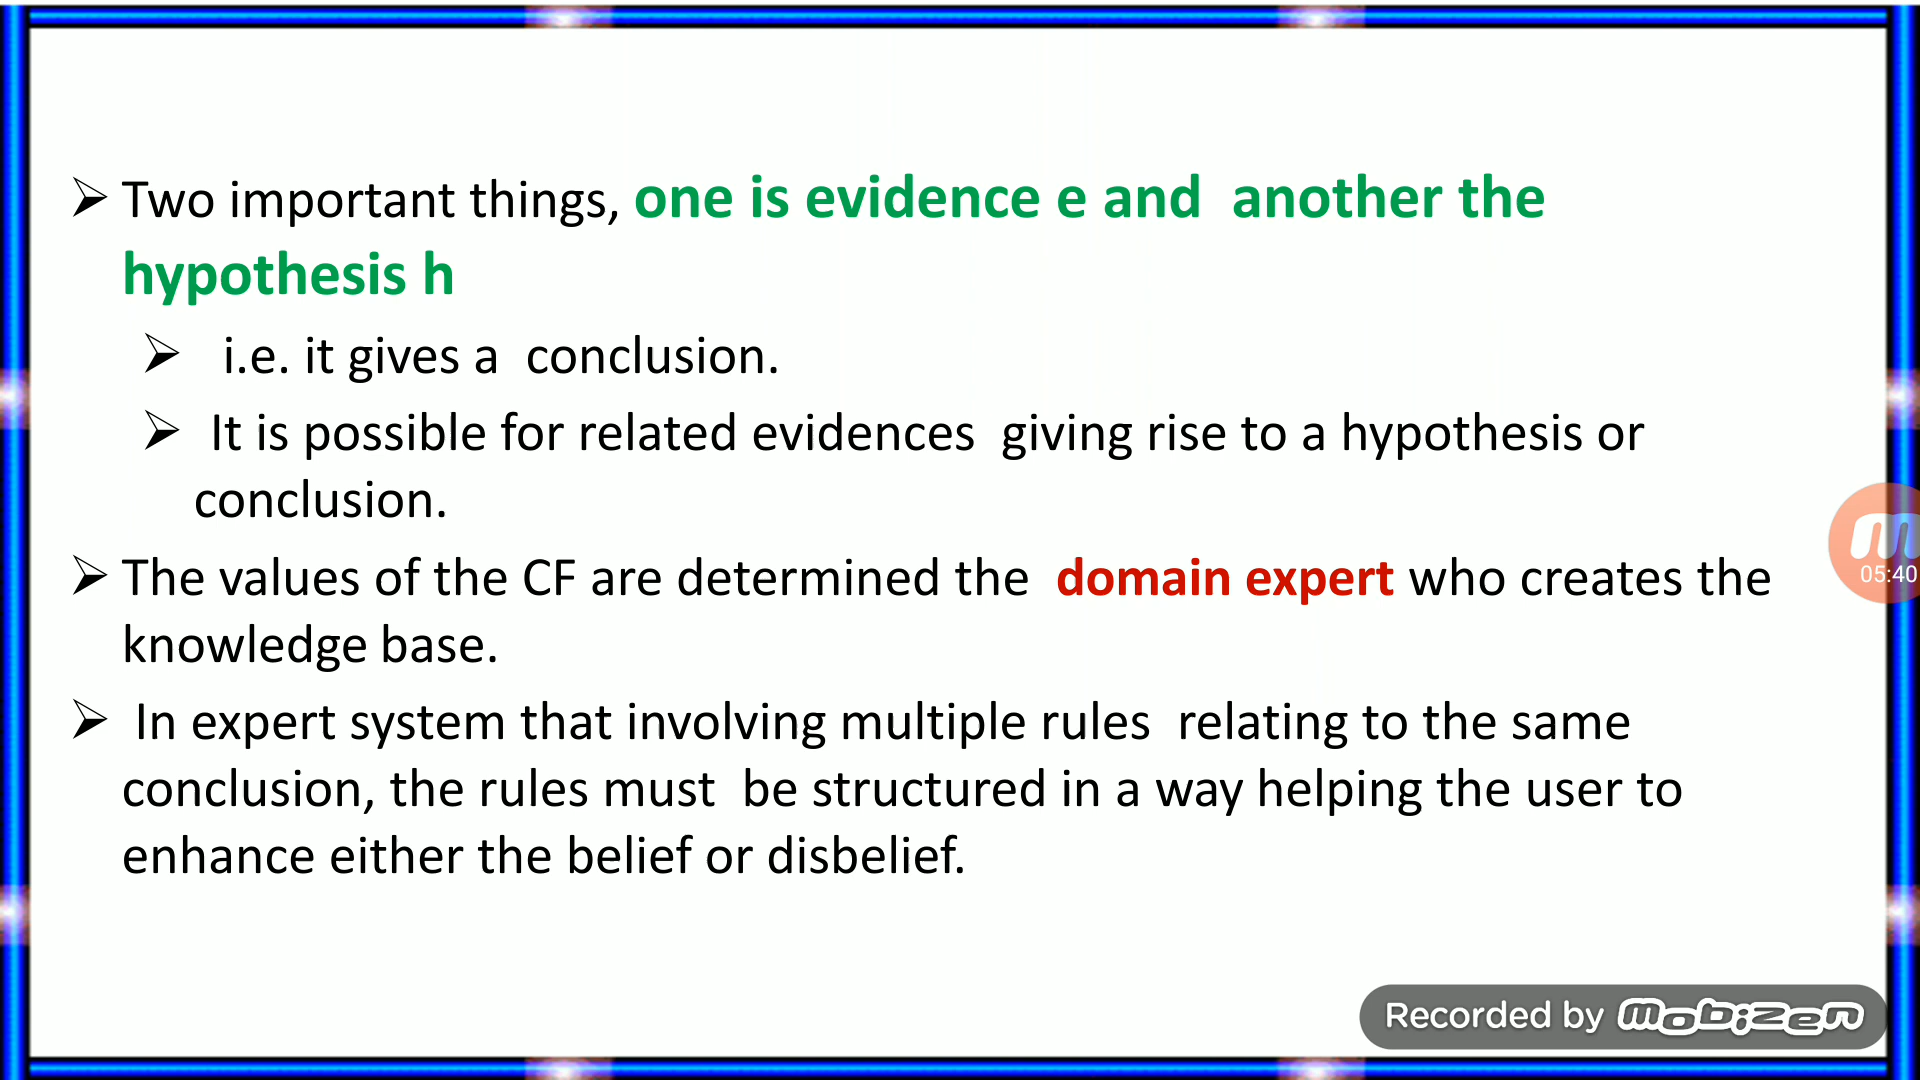 Two important things, one is evidence e and another the
hypothesis h
i.e. it gives a conclusion.
It is possible for related evidences giving rise to a hypothesis or
conclusion.
The values of the CF are determined the domain expert who creates the
knowledge base.
In expert system that involving multiple rules relating to the same
conclusion, the rules must be structured in a way helping the user to
enhance either the belief or disbelief.
m
05:40
Recorded by mobizen